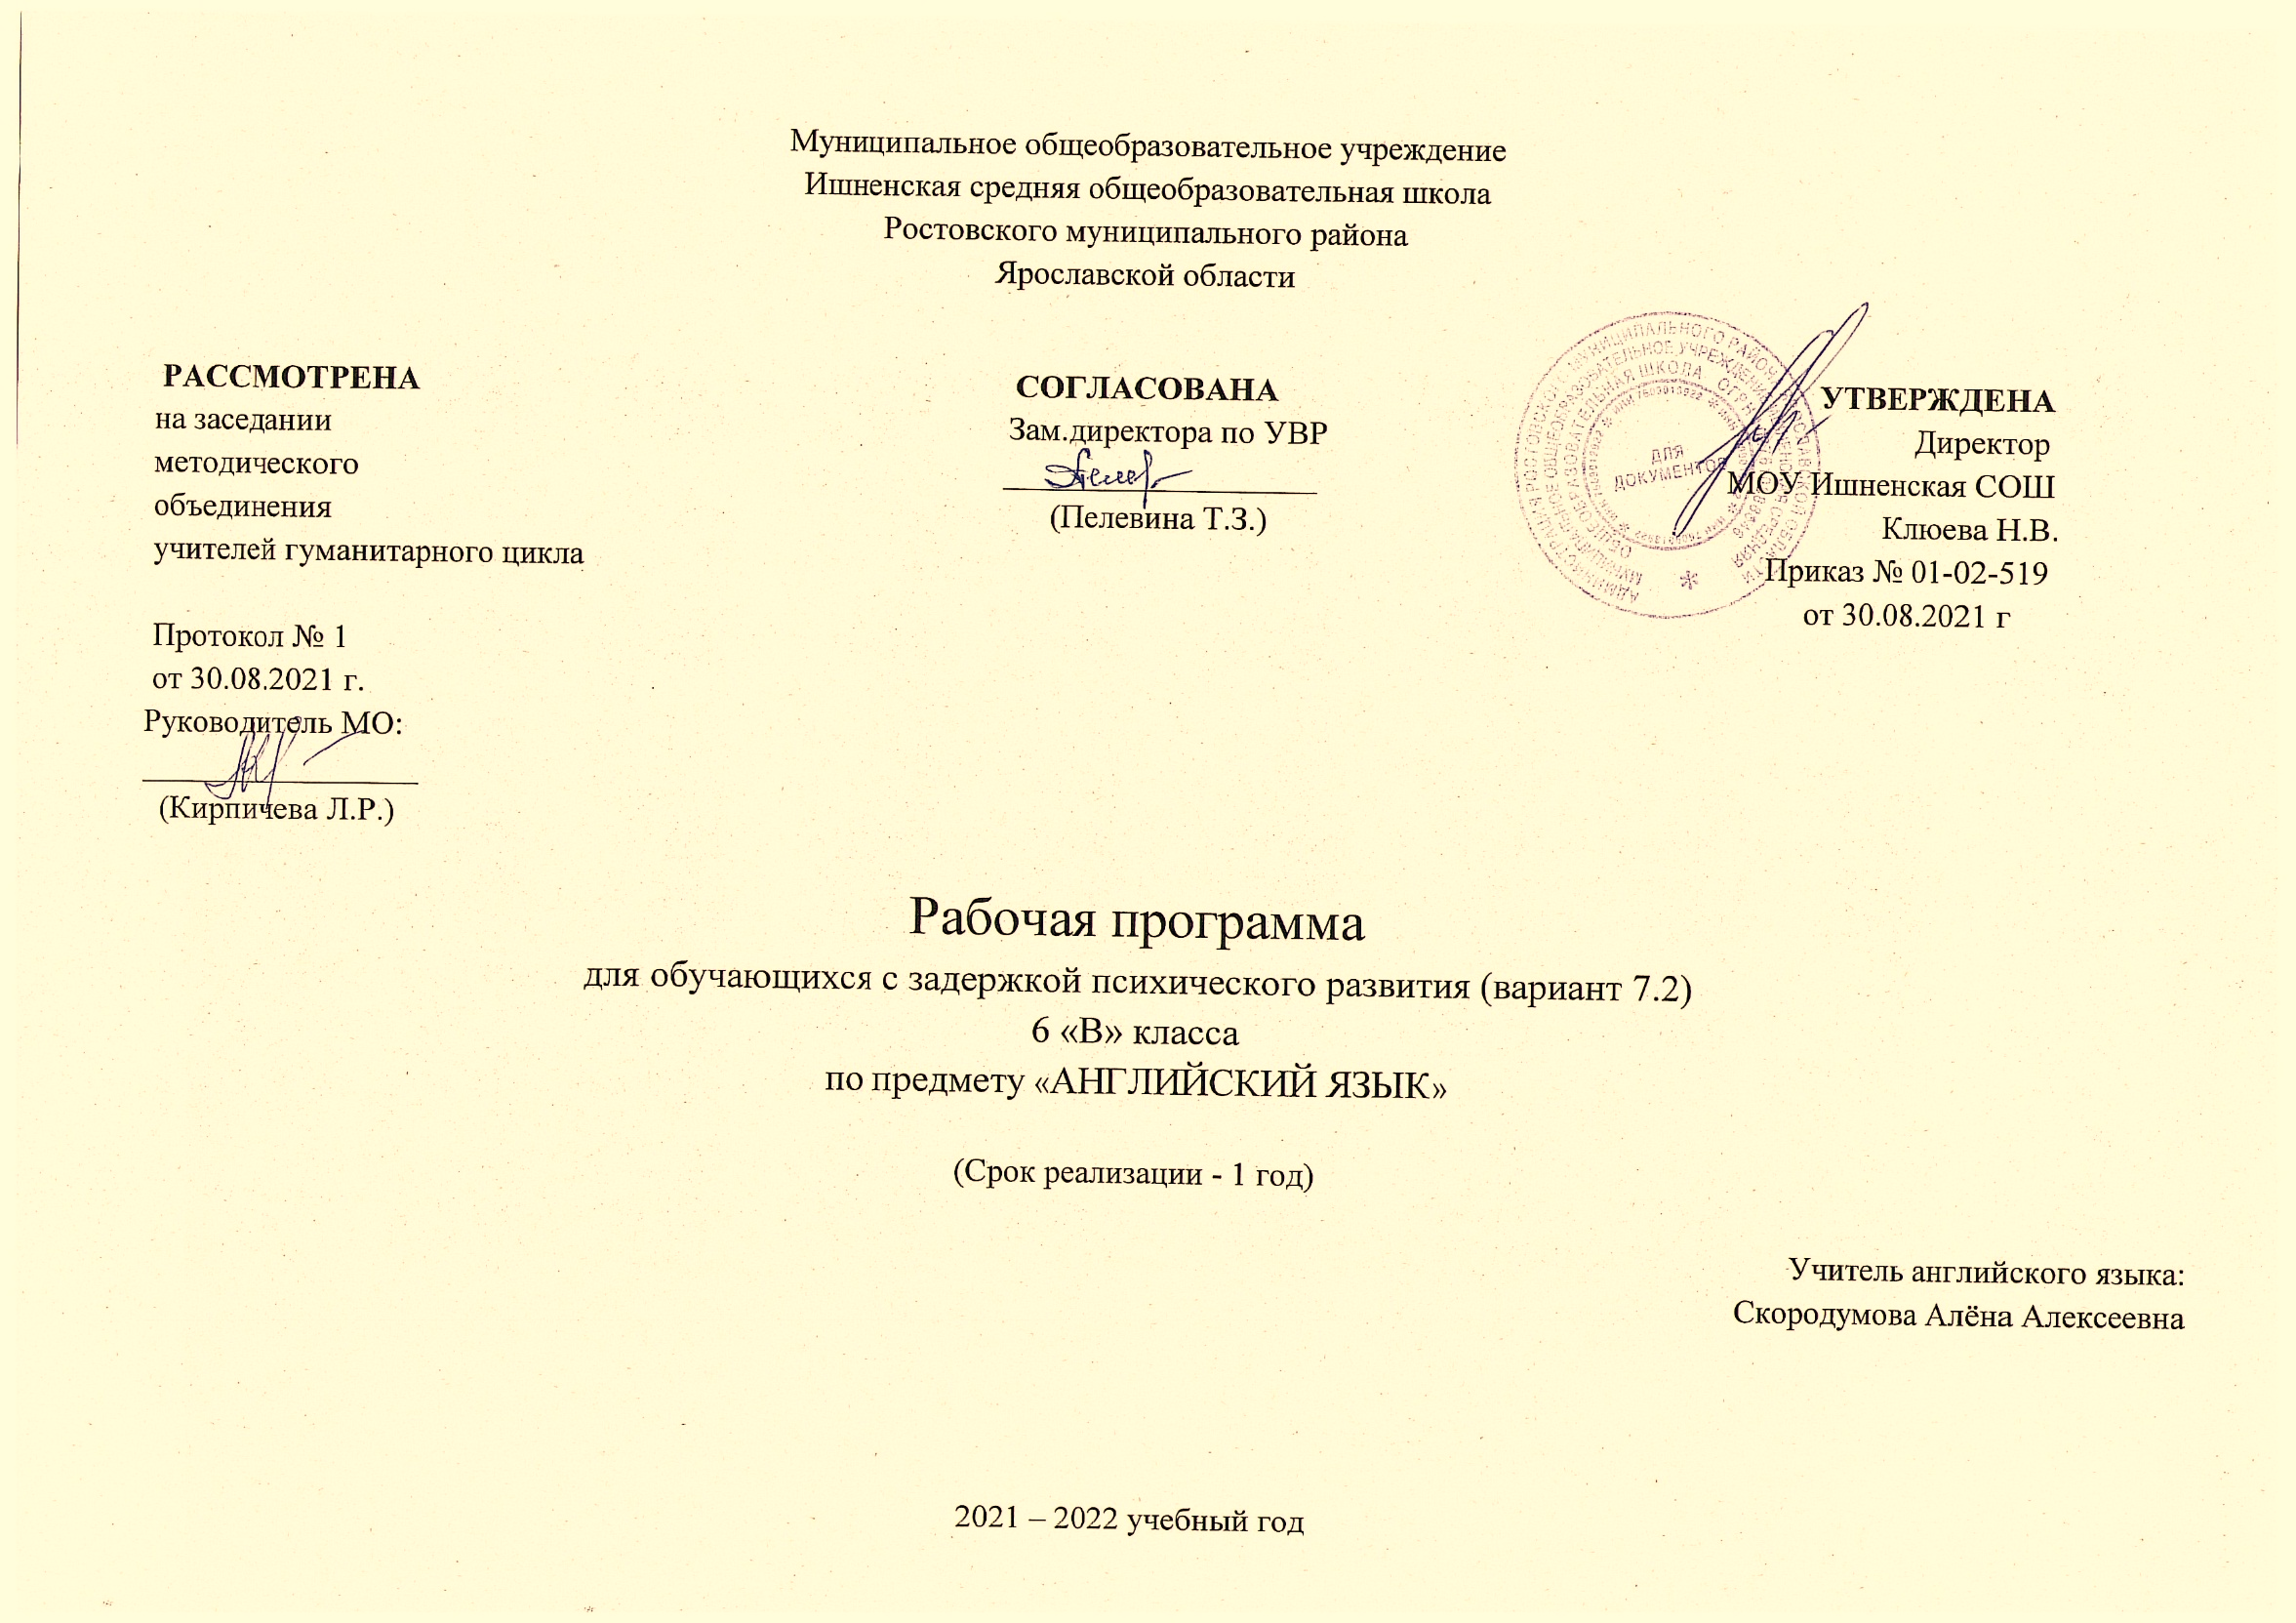 Муниципальное общеобразовательное учреждение
Ишненская средняя общеобразовательная школа
Ростовского муниципального района
Ярославской области
РАССМОТРЕНА
на заседании
методического
объединения
учителей гуманитарного цикла
Протокол № 1
от 30.08.2021 г.
Руководитель МО:
(Кирпичева Л.Р.)
СОГЛАСОВАНА
Зам.директора по УВР
(Пелевина Т.З.)
ДЛЯ
ДОКУМЕНТОВ
УТВЕРЖДЕНА
Директор
МОУ Ишненская СОШ
Клюева Н.В.
Приказ № 01-02-519
от 30.08.2021 г
Рабочая программа
для обучающихся с задержкой психического развития (вариант 7.2)
6 «В» класса
по предмету «АНГЛИЙСКИЙ ЯЗЫК»
(Срок реализации - 1 год)
Учитель английского языка:
Скородумова Алёна Алексеевна
2021 – 2022 учебный год